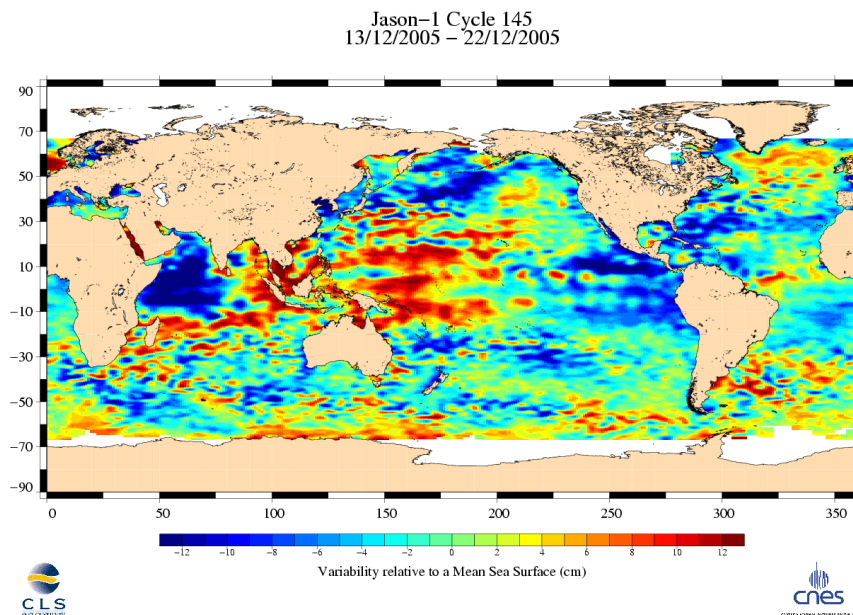 Jason−1 Cycle 145
13/12/2005 − 22/12/2005
90
70
50
30
10
−10
−30
−50
−70
−90
0 50 100 150 200 250 300 350
−12 −10 −8 −6 −4 −2 0 2 4 6 8 10 12
Variability relative to a Mean Sea Surface (cm)
CLS
cnes